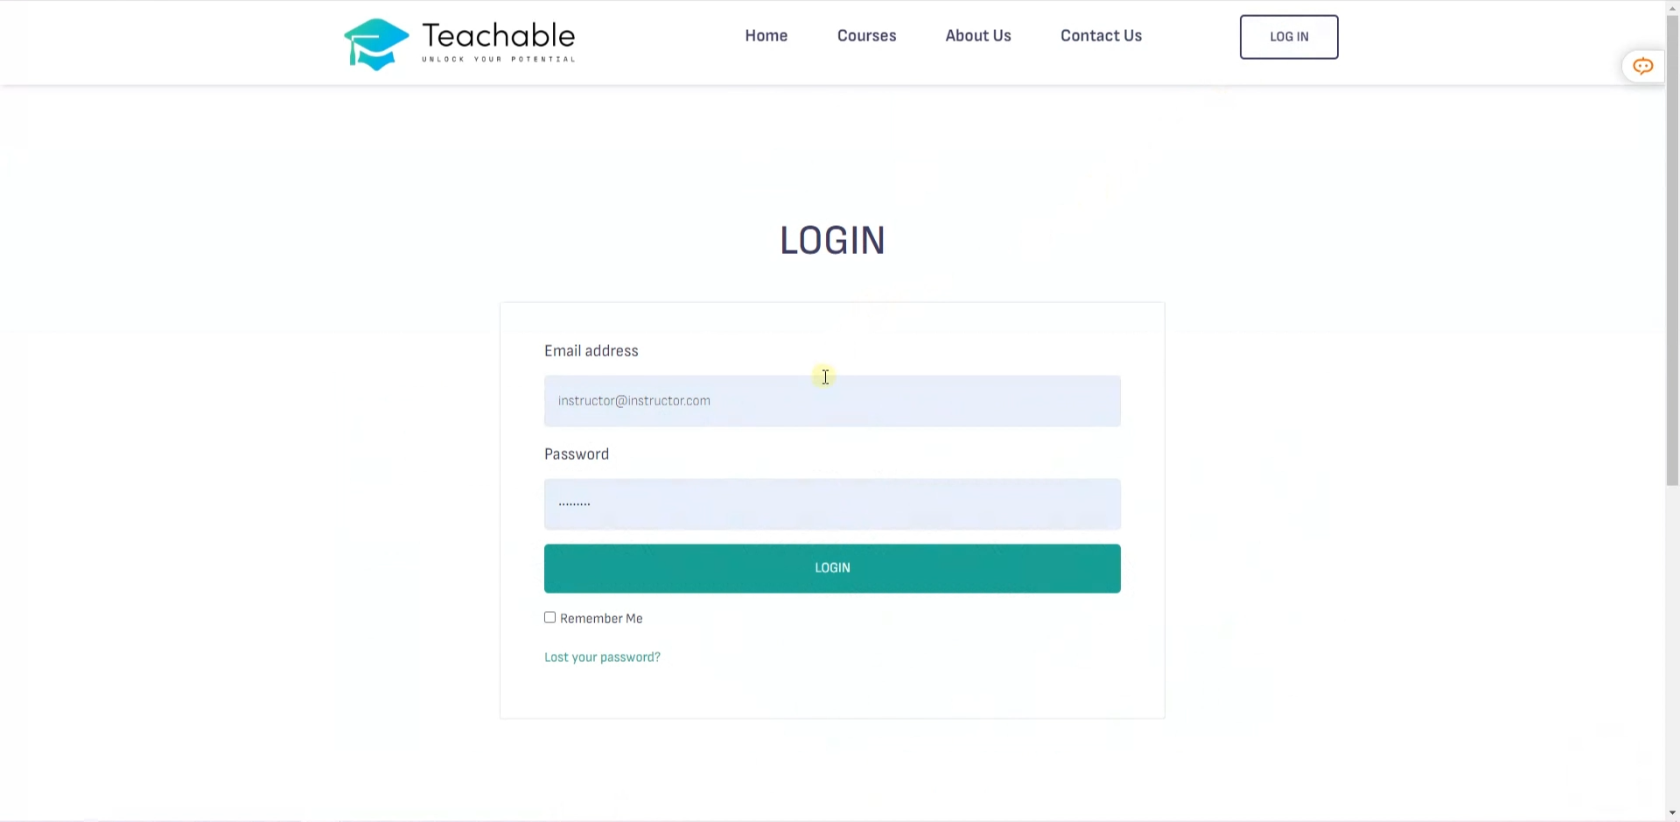 Teachable
UNLOCK YOUR POTENTIAL
Home
Courses
About Us
Contact Us
LOG IN
LOGIN
Email address
instructor@instructor.com
Password
·········
LOGIN
Remember Me
Lost your password?